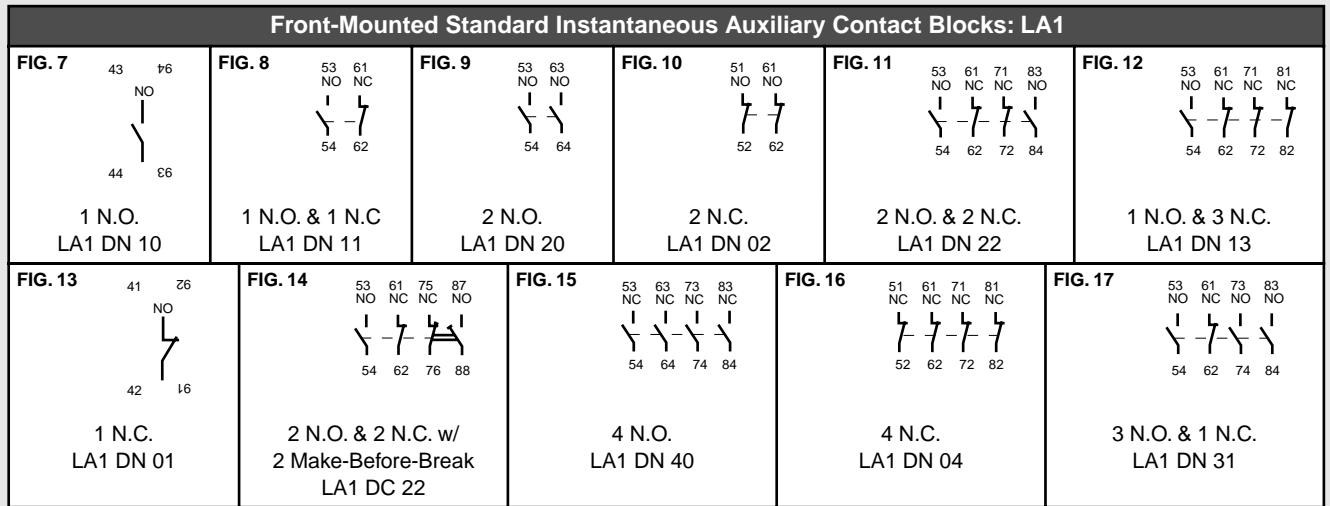 Front-Mounted Standard Instantaneous Auxiliary Contact Blocks: LA1
FIG. 7
43 94
NO
44 93
1 N.O.
LA1 DN 10
FIG. 8
53 61
NO NC
54 62
1 N.O. & 1 N.C
LA1 DN 11
FIG. 9
53 63
NO NO
54 64
2 N.O.
LA1 DN 20
FIG. 10
51 61
NO NO
52 62
2 N.C.
LA1 DN 02
FIG. 11
53 61 71 83
NO NC NC NO
54 62 72 84
2 N.O. & 2 N.C.
LA1 DN 22
FIG. 12
53 61 71 81
NO NC NC NC
54 62 72 82
1 N.O. & 3 N.C.
LA1 DN 13
FIG. 13
41 92
NO
42 91
1 N.C.
LA1 DN 01
FIG. 14
53 61 75 87
NO NC NC NO
54 62 76 88
2 N.O. & 2 N.C. w/
2 Make-Before-Break
LA1 DC 22
FIG. 15
53 63 73 83
NC NC NC NC
54 64 74 84
4 N.O.
LA1 DN 40
FIG. 16
51 61 71 81
NC NC NC NC
52 62 72 82
4 N.C.
LA1 DN 04
FIG. 17
53 61 73 83
NO NC NO NO
54 62 74 84
3 N.O. & 1 N.C.
LA1 DN 31